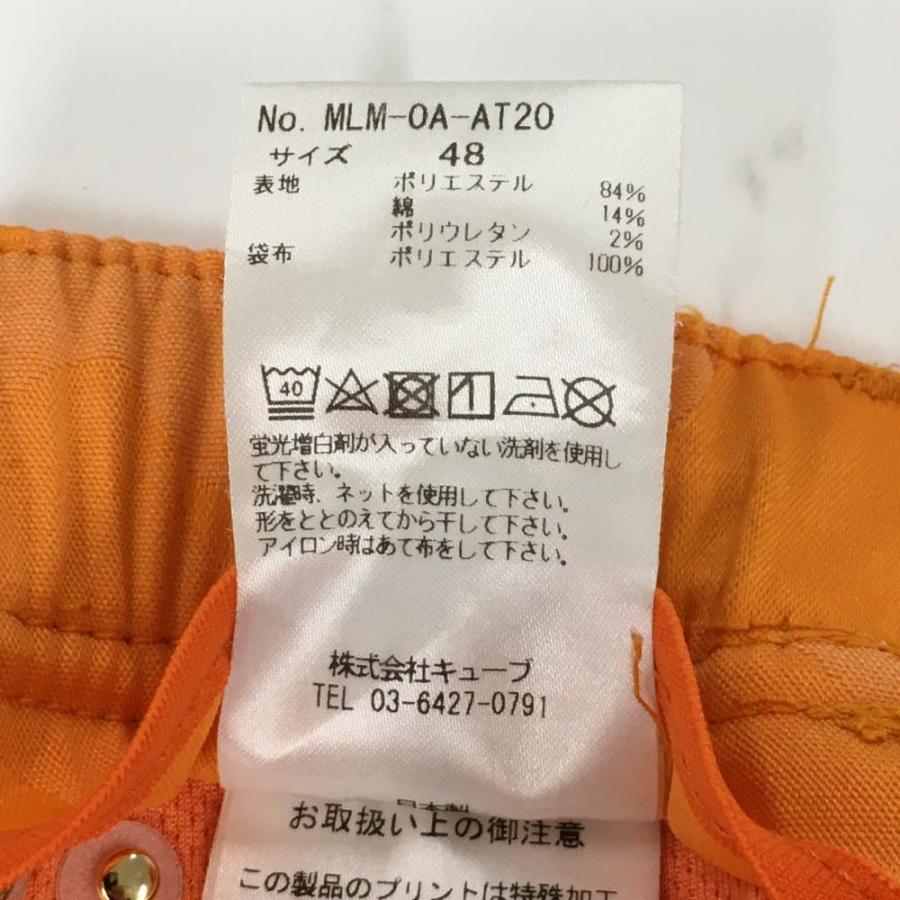 No. MLM-OA-AT20
サイズ 48
表地 ポリエステル 84%
綿 14%
ポリウレタン 2%
袋布 ポリエステル 100%
40
蛍光増白剤が入っていない洗剤を使用し
て下さい。
洗濯時、ネットを使用して下さい。
形をととのえてから干して下さい。
アイロン時はあて布をして下さい。
株式会社キューブ
TEL 03-6427-0791
日本製
お取扱い上の御注意
この製品のプリントは特殊加工